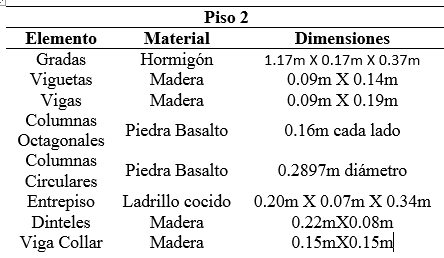 Piso 2
Elemento Material Dimensiones
Gradas Hormigón 1.17m X 0.17m X 0.37m
Viguetas Madera 0.09m X 0.14m
Vigas Madera 0.09m X 0.19m
Columnas Octagonales Piedra Basalto 0.16m cada lado
Columnas Circulares Piedra Basalto 0.2897m diámetro
Entrepiso Ladrillo cocido 0.20m X 0.07m X 0.34m
Dinteles Madera 0.22mX0.08m
Viga Collar Madera 0.15mX0.15m